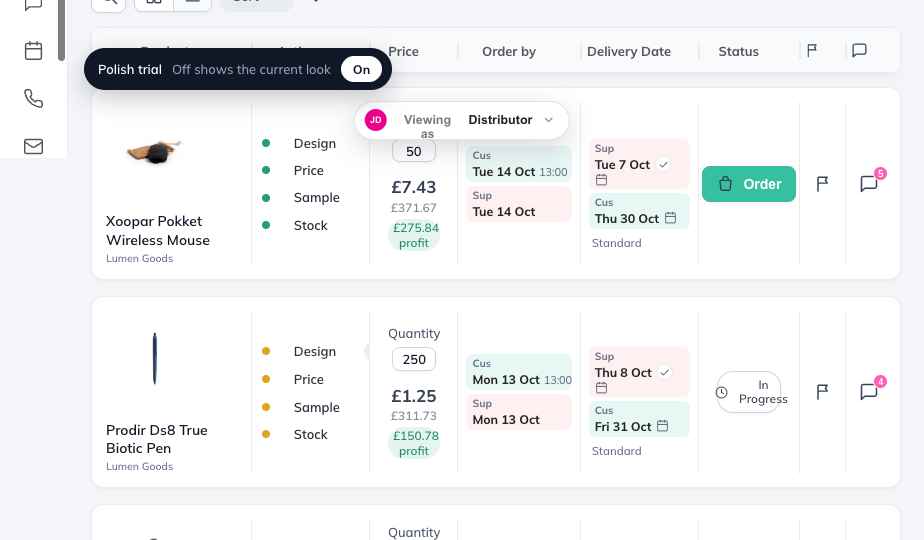 Price
Order by
Delivery Date
Status
Polish trial
Off shows the current look
On
JD
Viewing as
Distributor
Xoopar Pokket
Wireless Mouse
Lumen Goods
Design
Price
Sample
Stock
50
£7.43
£371.67
£275.84
profit
Cus
Tue 14 Oct 13:00
Sup
Tue 14 Oct
Sup
Tue 7 Oct
Cus
Thu 30 Oct
Standard
Order
5
Prodir Ds8 True
Biotic Pen
Lumen Goods
Design
Price
Sample
Stock
Quantity
250
£1.25
£311.73
£150.78
profit
Cus
Mon 13 Oct 13:00
Sup
Mon 13 Oct
Sup
Thu 8 Oct
Cus
Fri 31 Oct
Standard
In
Progress
4
Quantity